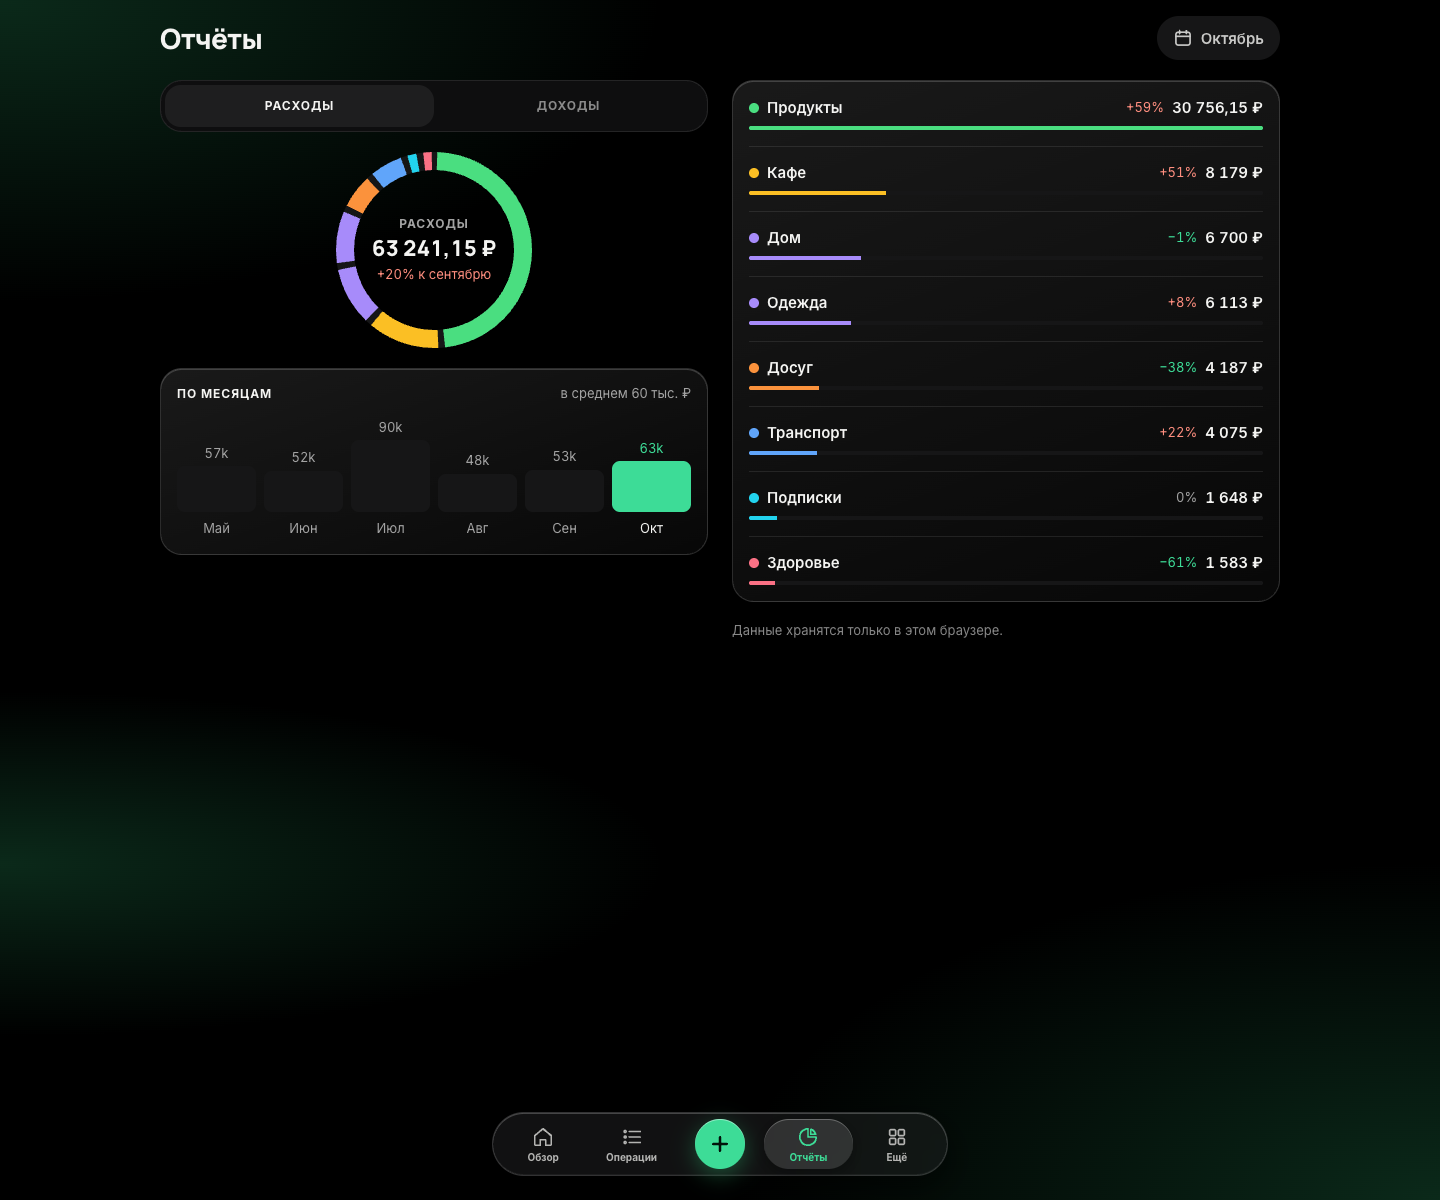 Отчёты
Октябрь
РАСХОДЫ
ДОХОДЫ
РАСХОДЫ
63 241,15 ₽
+20% к сентябрю
ПО МЕСЯЦАМ
в среднем 60 тыс. ₽
57k
52k
90k
48k
53k
63k
Май
Июн
Июл
Авг
Сен
Окт
Продукты +59% 30 756,15 ₽
Кафе +51% 8 179 ₽
Дом −1% 6 700 ₽
Одежда +8% 6 113 ₽
Досуг −38% 4 187 ₽
Транспорт +22% 4 075 ₽
Подписки 0% 1 648 ₽
Здоровье −61% 1 583 ₽
Данные хранятся только в этом браузере.
Обзор
Операции
Отчёты
Ещё